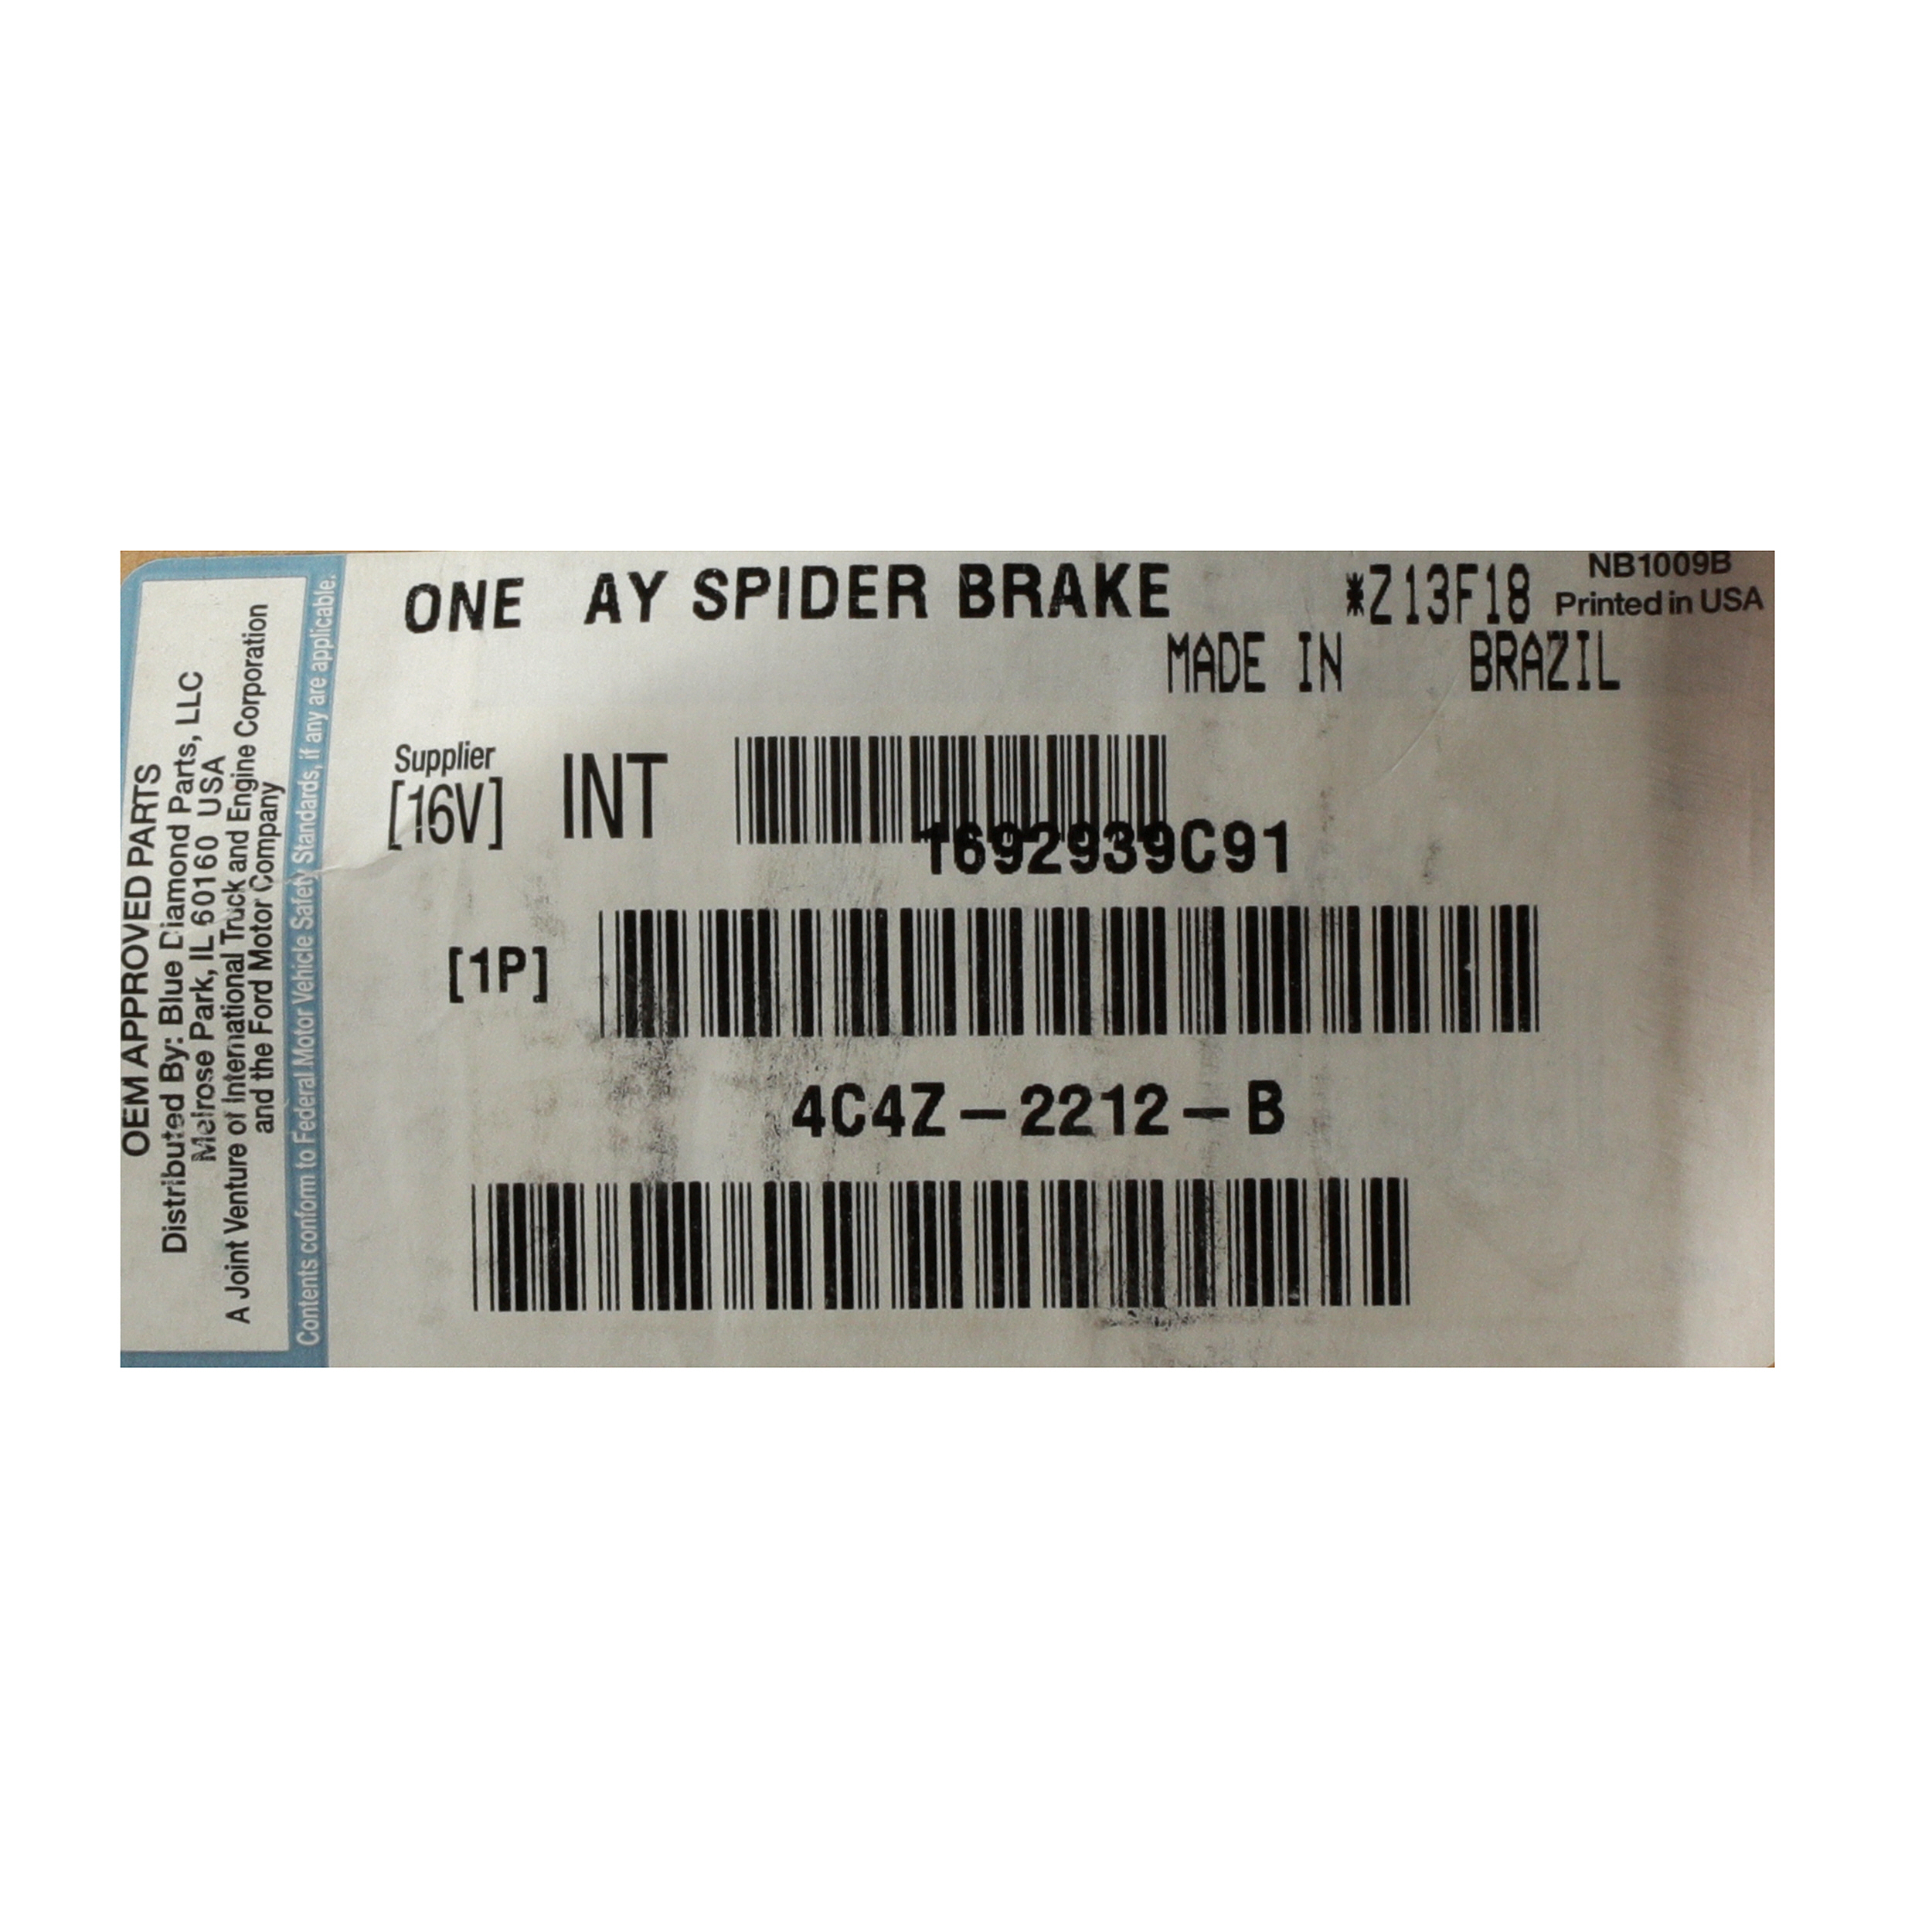 OEM APPROVED PARTS
Distributed By: Blue Diamond Parts, LLC
Melrose Park, IL 60160 USA
A Joint Venture of International Truck and Engine Corporation
and the Ford Motor Company
Contents conform to Federal Motor Vehicle Safety Standards, if any are applicable.
ONE AY SPIDER BRAKE
*Z13F18
NB1009B
Printed in USA
MADE IN BRAZIL
Supplier
[16V] INT
1692939C91
[1P]
4C4Z-2212-B